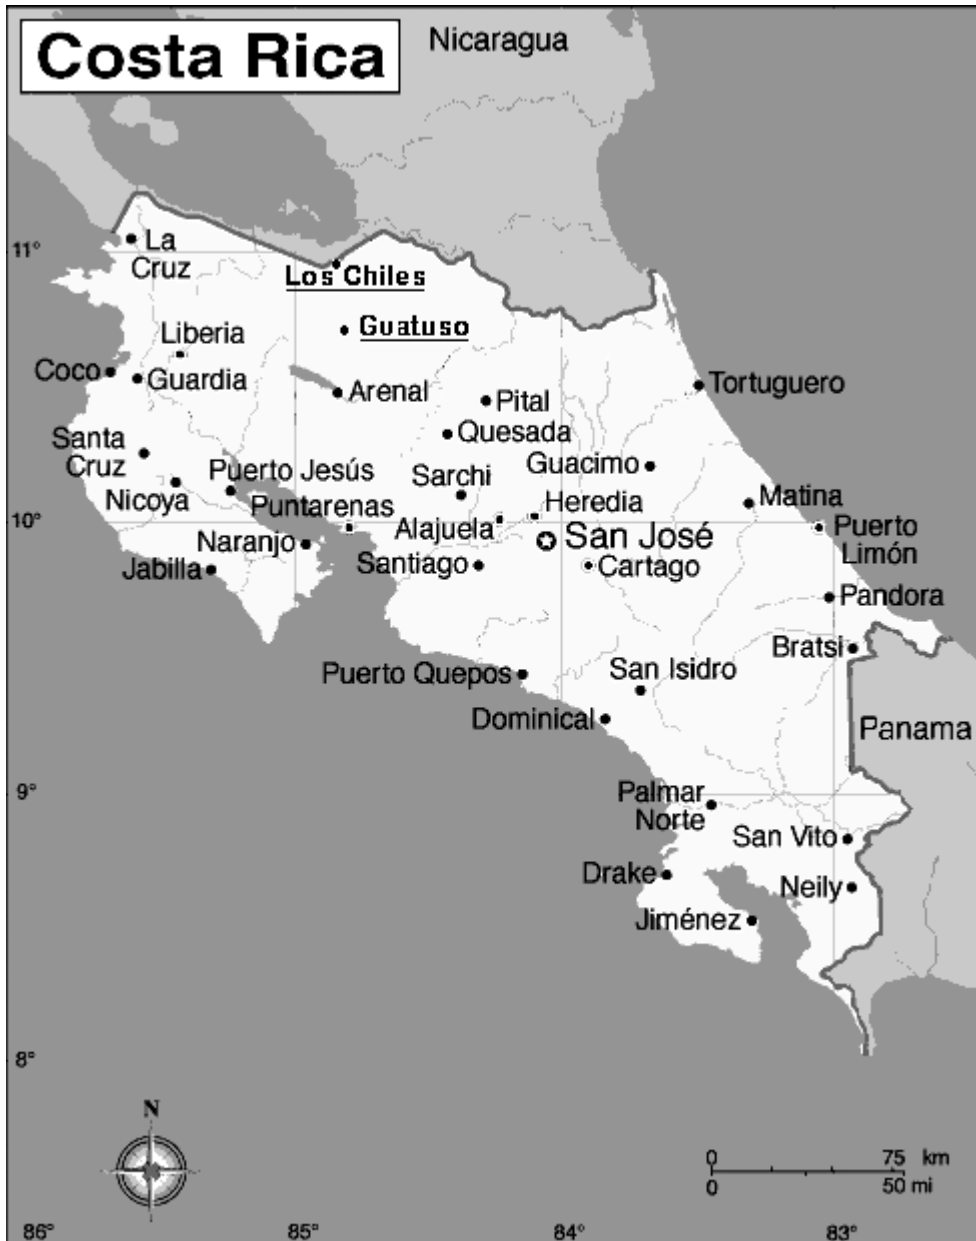 Costa Rica
Nicaragua
11°
La
Cruz
Los Chiles
Guatuso
Liberia
Coco
Guardia
Arenal
Tortuguero
Pital
Quesada
Santa
Cruz
Puerto Jesús
Sarchi
Guacimo
Nicoya
Puntarenas
Heredia
Matina
10°
Alajuela
San José
Puerto
Limón
Naranjo
Santiago
Cartago
Jabilla
Pandora
Bratsi
San Isidro
Puerto Quepos
Dominical
Panama
9°
Palmar
Norte
San Vito
Drake
Neily
Jiménez
8°
N
0 75 km
0 50 mi
86° 85° 84° 83°